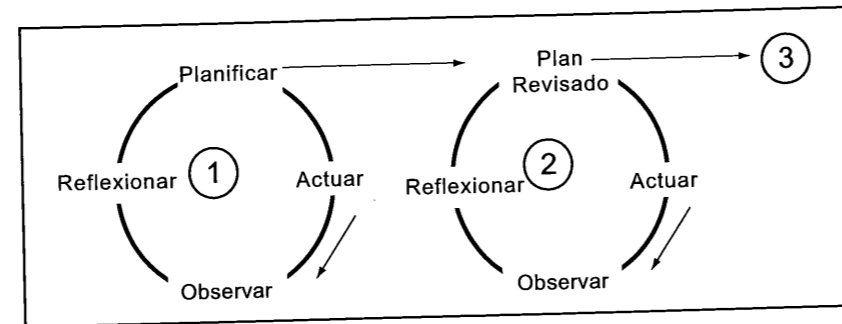 Planificar
Reflexionar
1
Actuar
Observar
Plan
Revisado
Reflexionar
2
Actuar
Observar
3